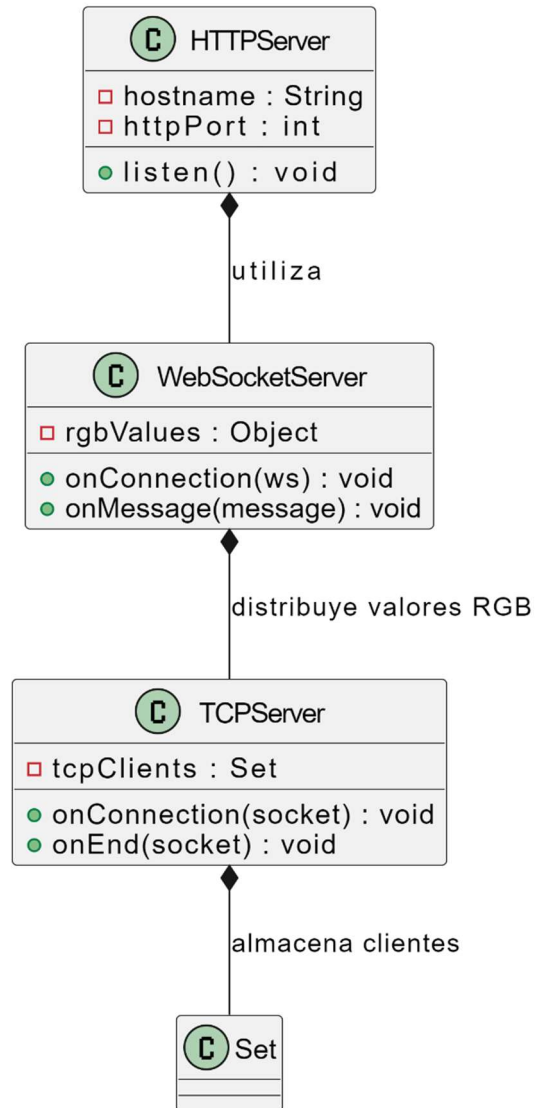 C HTTPServer
hostname : String
httpPort : int
listen() : void
utiliza
C WebSocketServer
rgbValues : Object
onConnection(ws) : void
onMessage(message) : void
distribuye valores RGB
C TCPServer
tcpClients : Set
onConnection(socket) : void
onEnd(socket) : void
almacena clientes
C Set